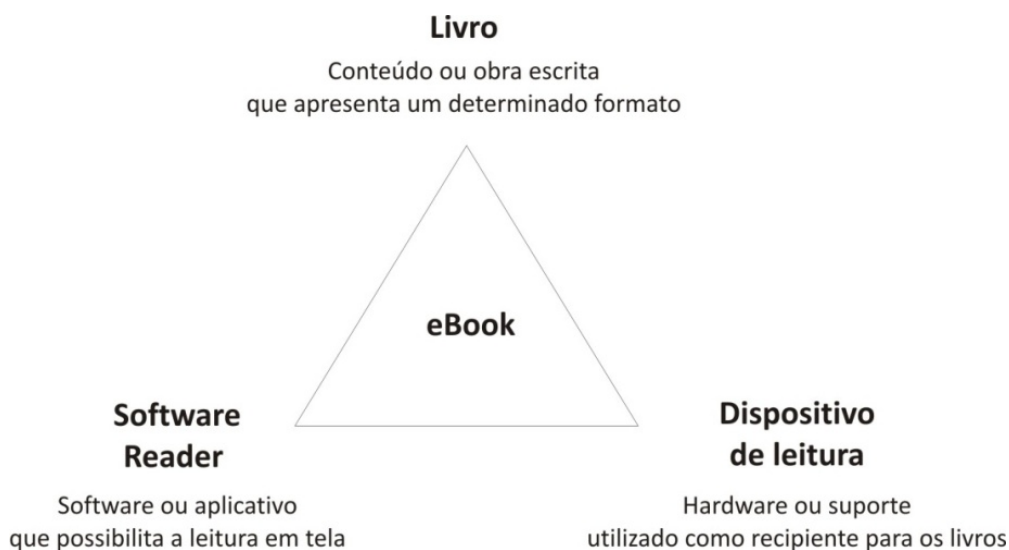 Livro
Conteúdo ou obra escrita
que apresenta um determinado formato
eBook
Software
Reader
Software ou aplicativo
que possibilita a leitura em tela
Dispositivo
de leitura
Hardware ou suporte
utilizado como recipiente para os livros